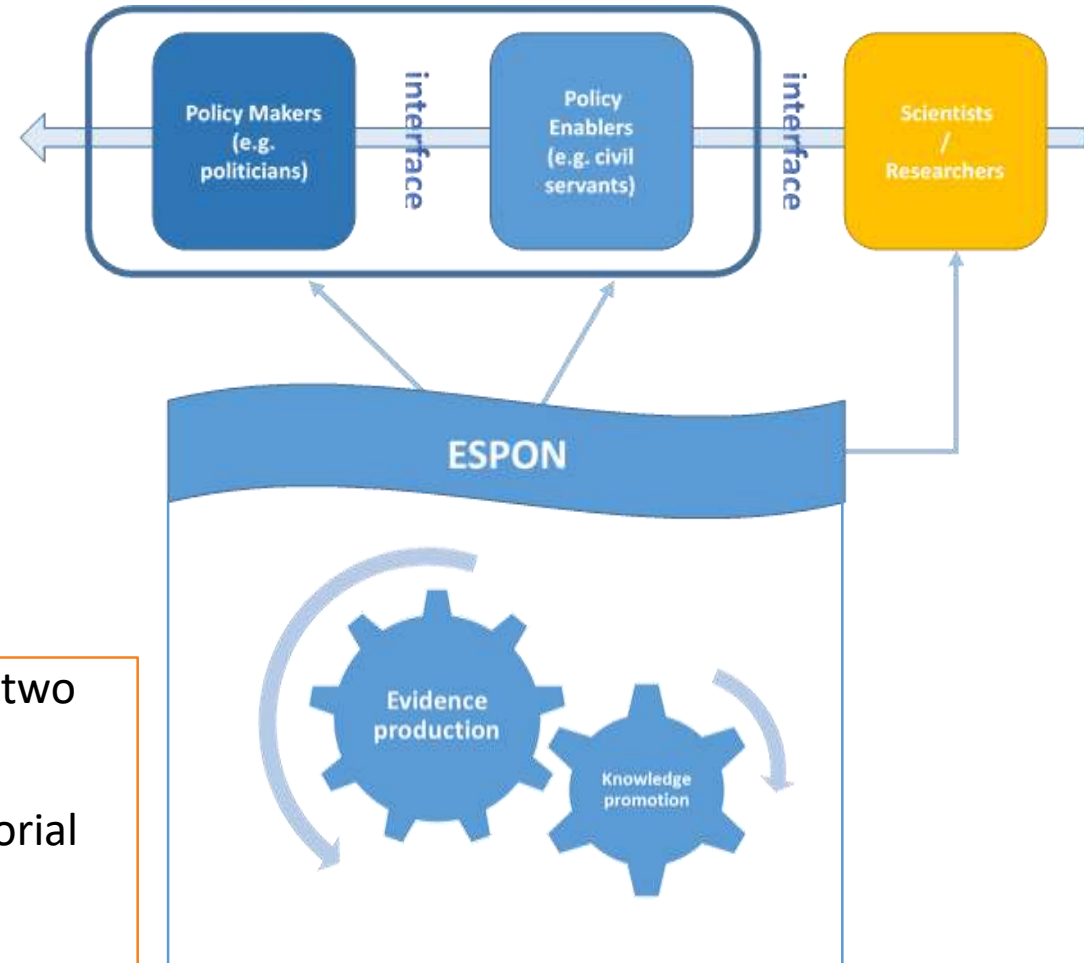 Policy Makers
(e.g.
politicians)
interface
Policy
Enablers
(e.g. civil
servants)
interface
Scientists
/
Researchers
ESPON
Evidence
production
Knowledge
promotion
two
orial